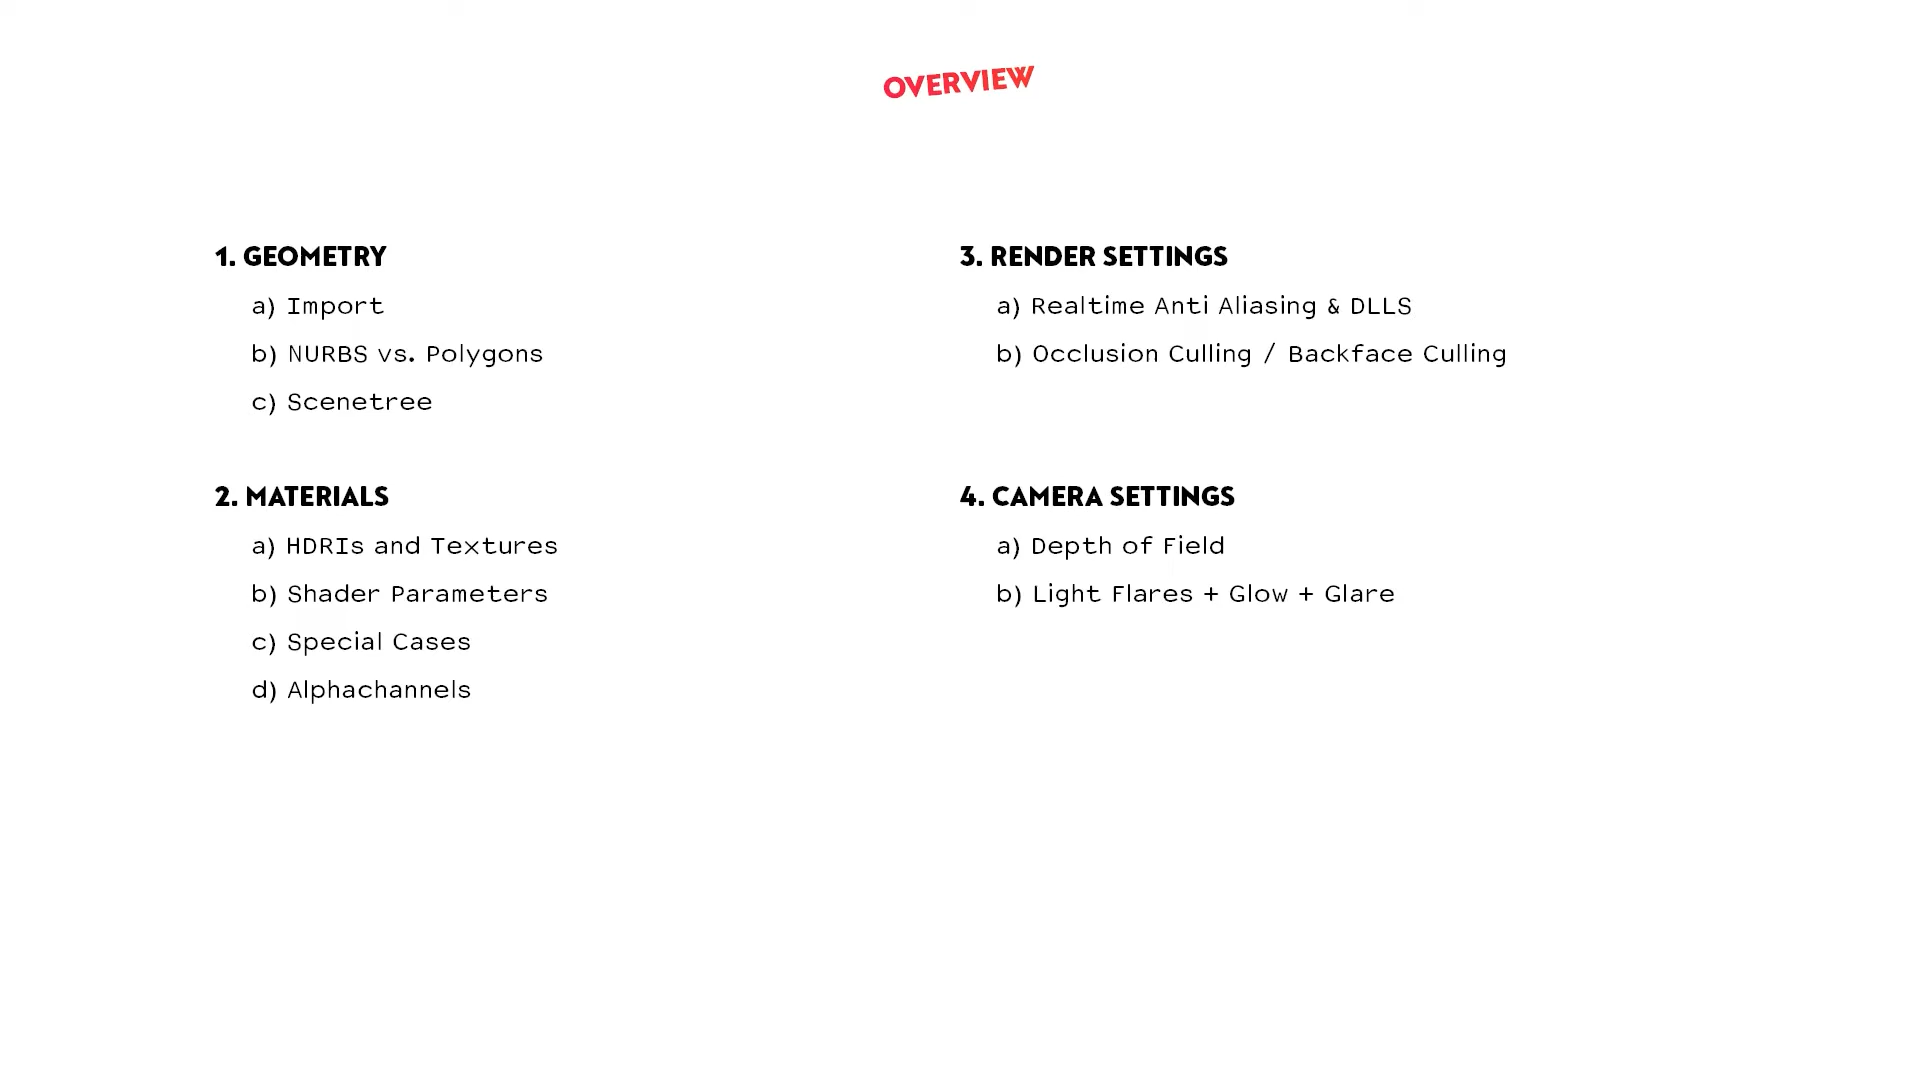 OVERVIEW
1. GEOMETRY
a) Import
b) NURBS vs. Polygons
c) Scenetree
2. MATERIALS
a) HDRIs and Textures
b) Shader Parameters
c) Special Cases
d) Alphachannels
3. RENDER SETTINGS
a) Realtime Anti Aliasing & DLLS
b) Occlusion Culling / Backface Culling
4. CAMERA SETTINGS
a) Depth of Field
b) Light Flares + Glow + Glare